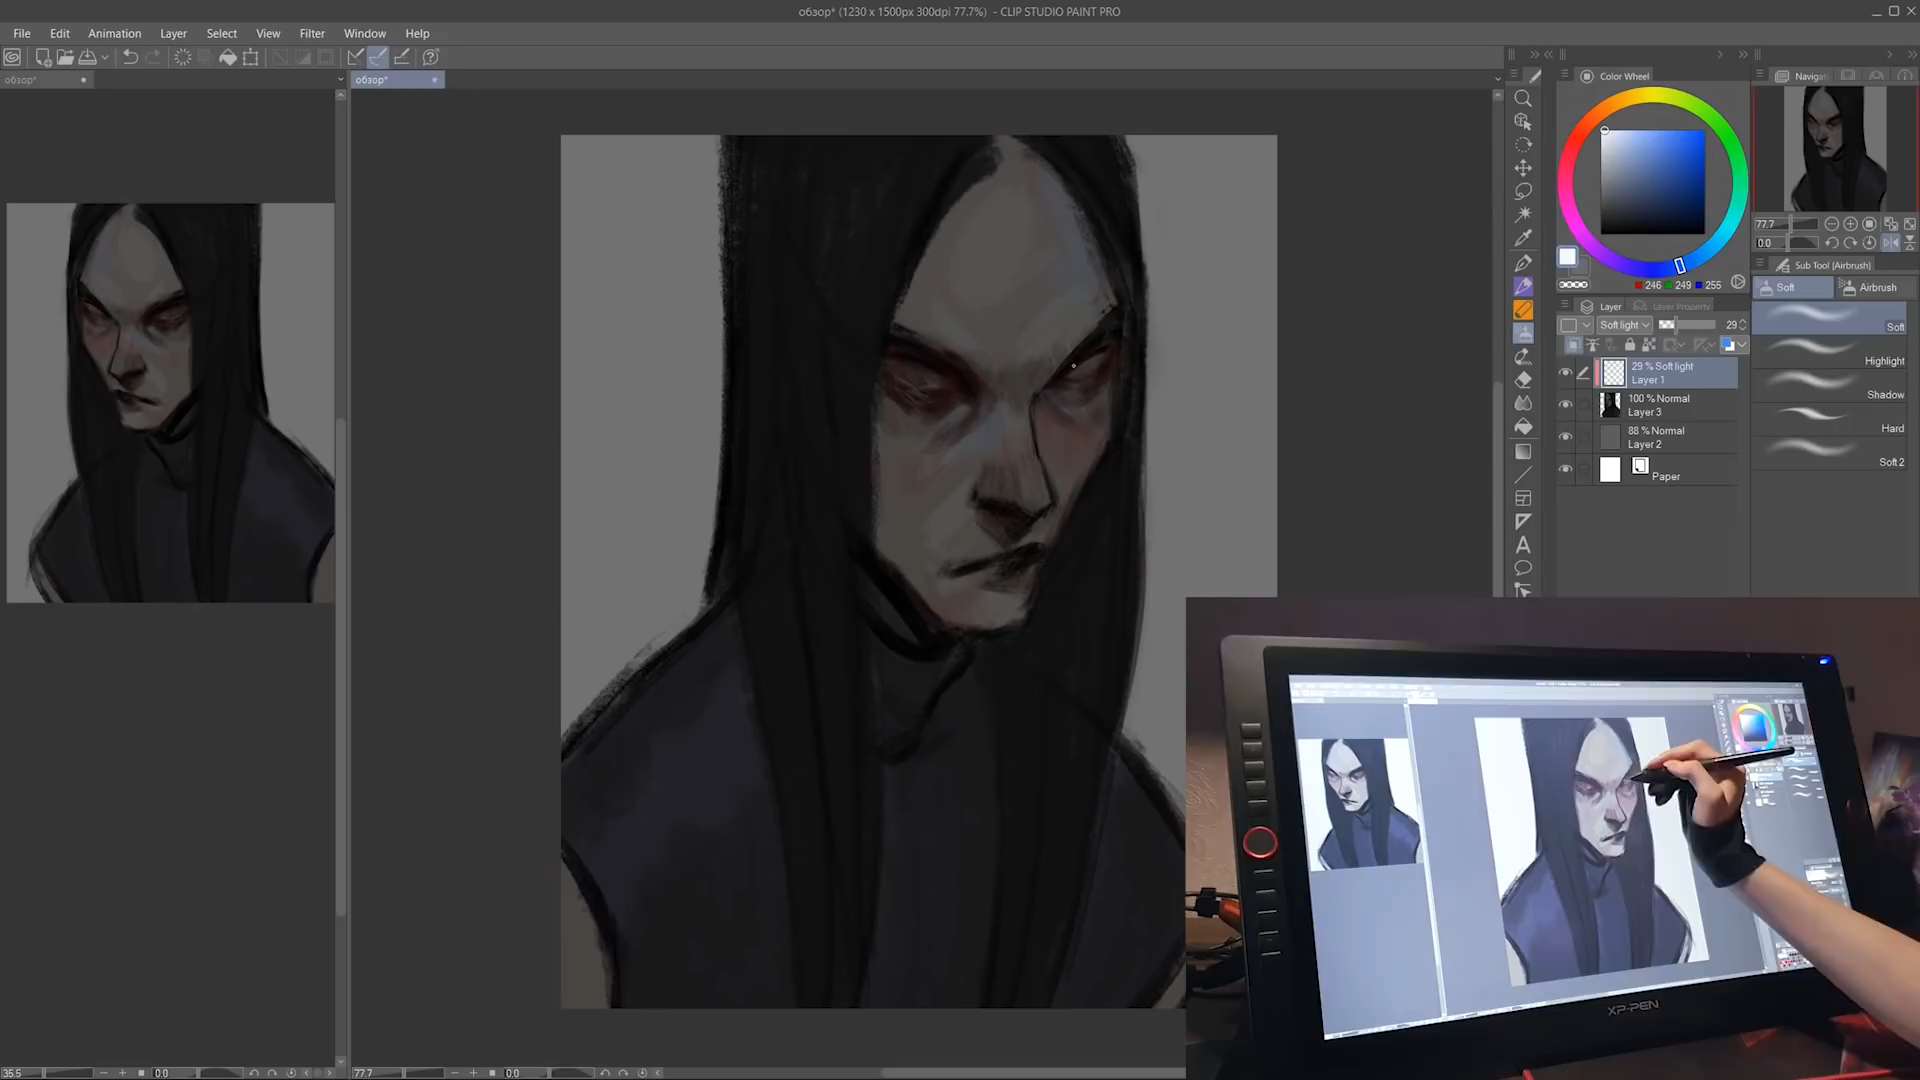 обзор* (1230 x 1500px 300dpi 77.7%) - CLIP STUDIO PAINT PRO
File Edit Animation Layer Select View Filter Window Help
обзор*
обзор*
Color Wheel
Navigat
77.7
0.0
Sub Tool [Airbrush]
246 249 255
Soft Airbrush
Layer Layer Property
Soft light 29
Soft
Highlight
Shadow
Hard
Soft 2
29 % Soft light
Layer 1
100 % Normal
Layer 3
88 % Normal
Layer 2
Paper
XP-PEN
35.5 0.0
77.7 0.0